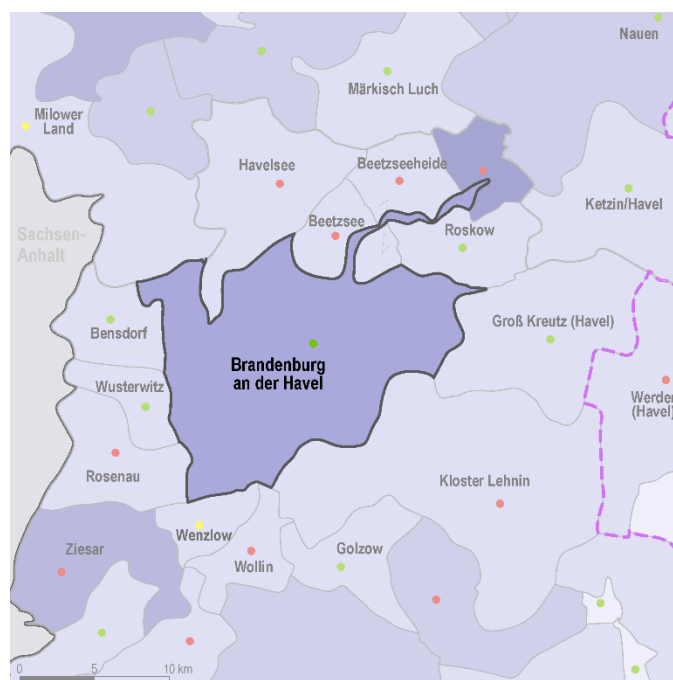 Nauen
Märkisch Luch
Milower
Land
Havelsee
Beetzseeheide
Ketzin/Havel
Beetzsee
Roskow
Sachsen-
Anhalt
Bensdorf
Groß Kreutz (Havel)
Brandenburg
an der Havel
Wusterwitz
Werder
(Havel)
Rosenau
Kloster Lehnin
Wenzlow
Ziesar
Wollin
Golzow
0 5 10 km